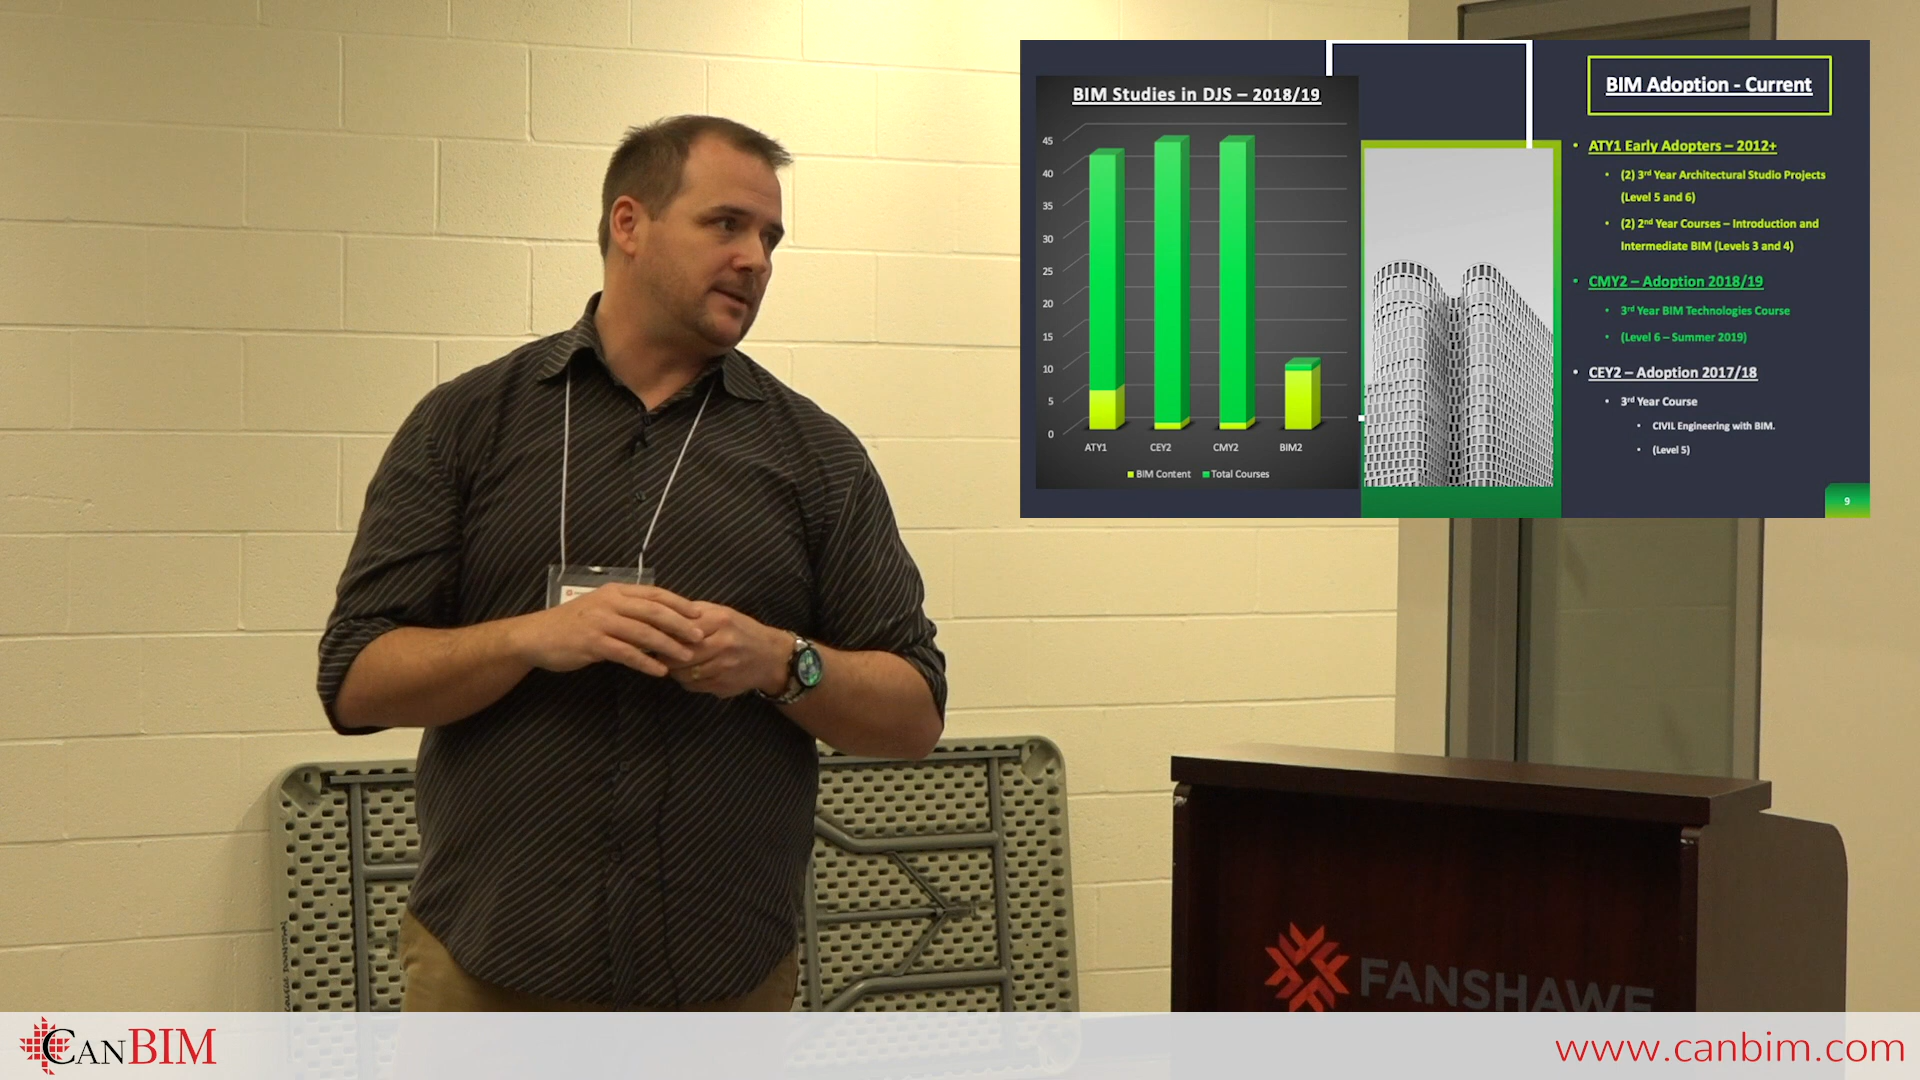 BIM Studies in DJS – 2018/19
45
40
35
30
25
20
15
10
5
0
ATY1 CEY2 CMY2 BIM2
BIM Content Total Courses
BIM Adoption - Current
• ATY1 Early Adopters – 2012+
• (2) 3rd Year Architectural Studio Projects
(Level 5 and 6)
• (2) 2nd Year Courses – Introduction and
Intermediate BIM (Levels 3 and 4)
• CMY2 – Adoption 2018/19
• 3rd Year BIM Technologies Course
• (Level 6 – Summer 2019)
• CEY2 – Adoption 2017/18
• 3rd Year Course
• CIVIL Engineering with BIM.
• (Level 5)
9
FANSHAWE
CANBIM
www.canbim.com